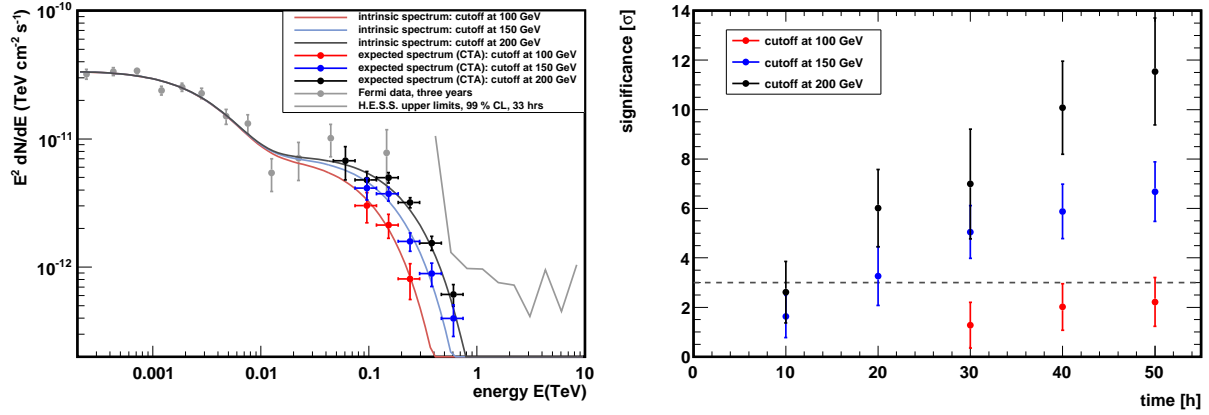 10⁻¹⁰
10⁻¹¹
10⁻¹²
E² dN/dE (TeV cm⁻² s⁻¹)
intrinsic spectrum: cutoff at 100 GeV
intrinsic spectrum: cutoff at 150 GeV
intrinsic spectrum: cutoff at 200 GeV
expected spectrum (CTA): cutoff at 100 GeV
expected spectrum (CTA): cutoff at 150 GeV
expected spectrum (CTA): cutoff at 200 GeV
Fermi data, three years
H.E.S.S. upper limits, 99 % CL, 33 hrs
0.001 0.01 0.1 1 10
energy E(TeV)
significance [σ]
14
12
10
8
6
4
2
0
cutoff at 100 GeV
cutoff at 150 GeV
cutoff at 200 GeV
0 10 20 30 40 50
time [h]